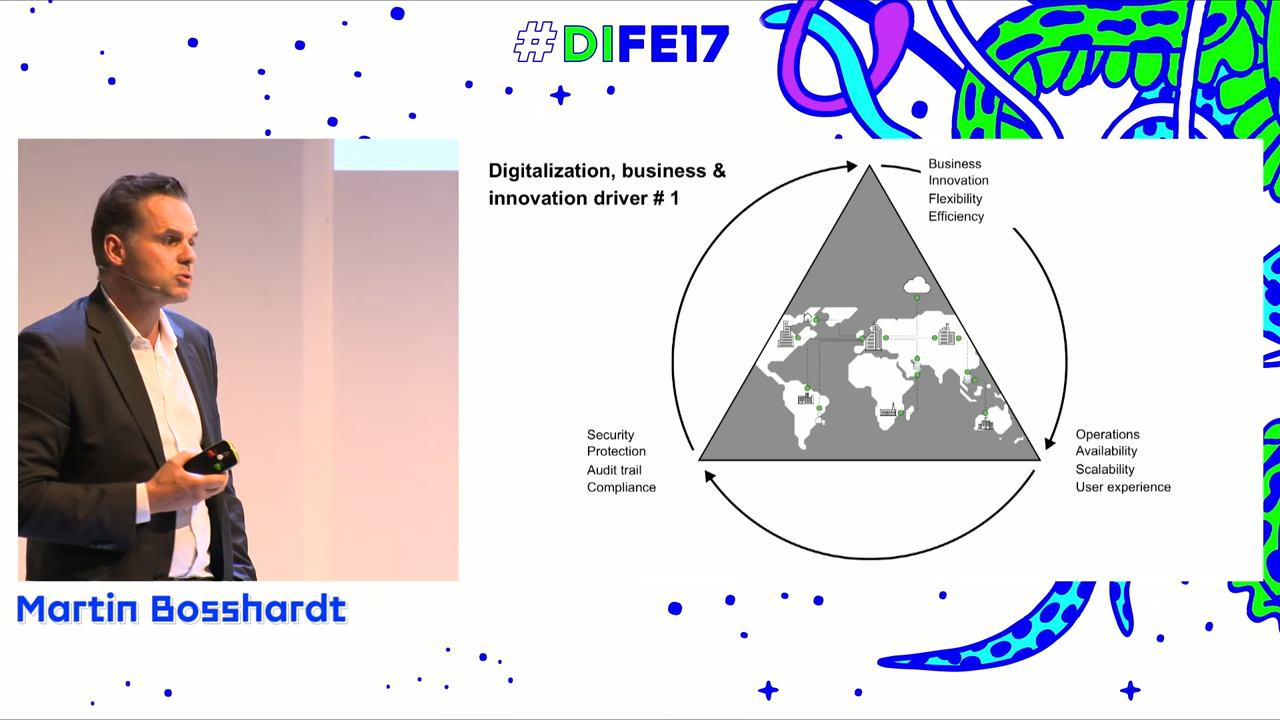 #DIFE17
Digitalization, business &
innovation driver # 1
Business
Innovation
Flexibility
Efficiency
Security
Protection
Audit trail
Compliance
Operations
Availability
Scalability
User experience
Martin Bosshardt